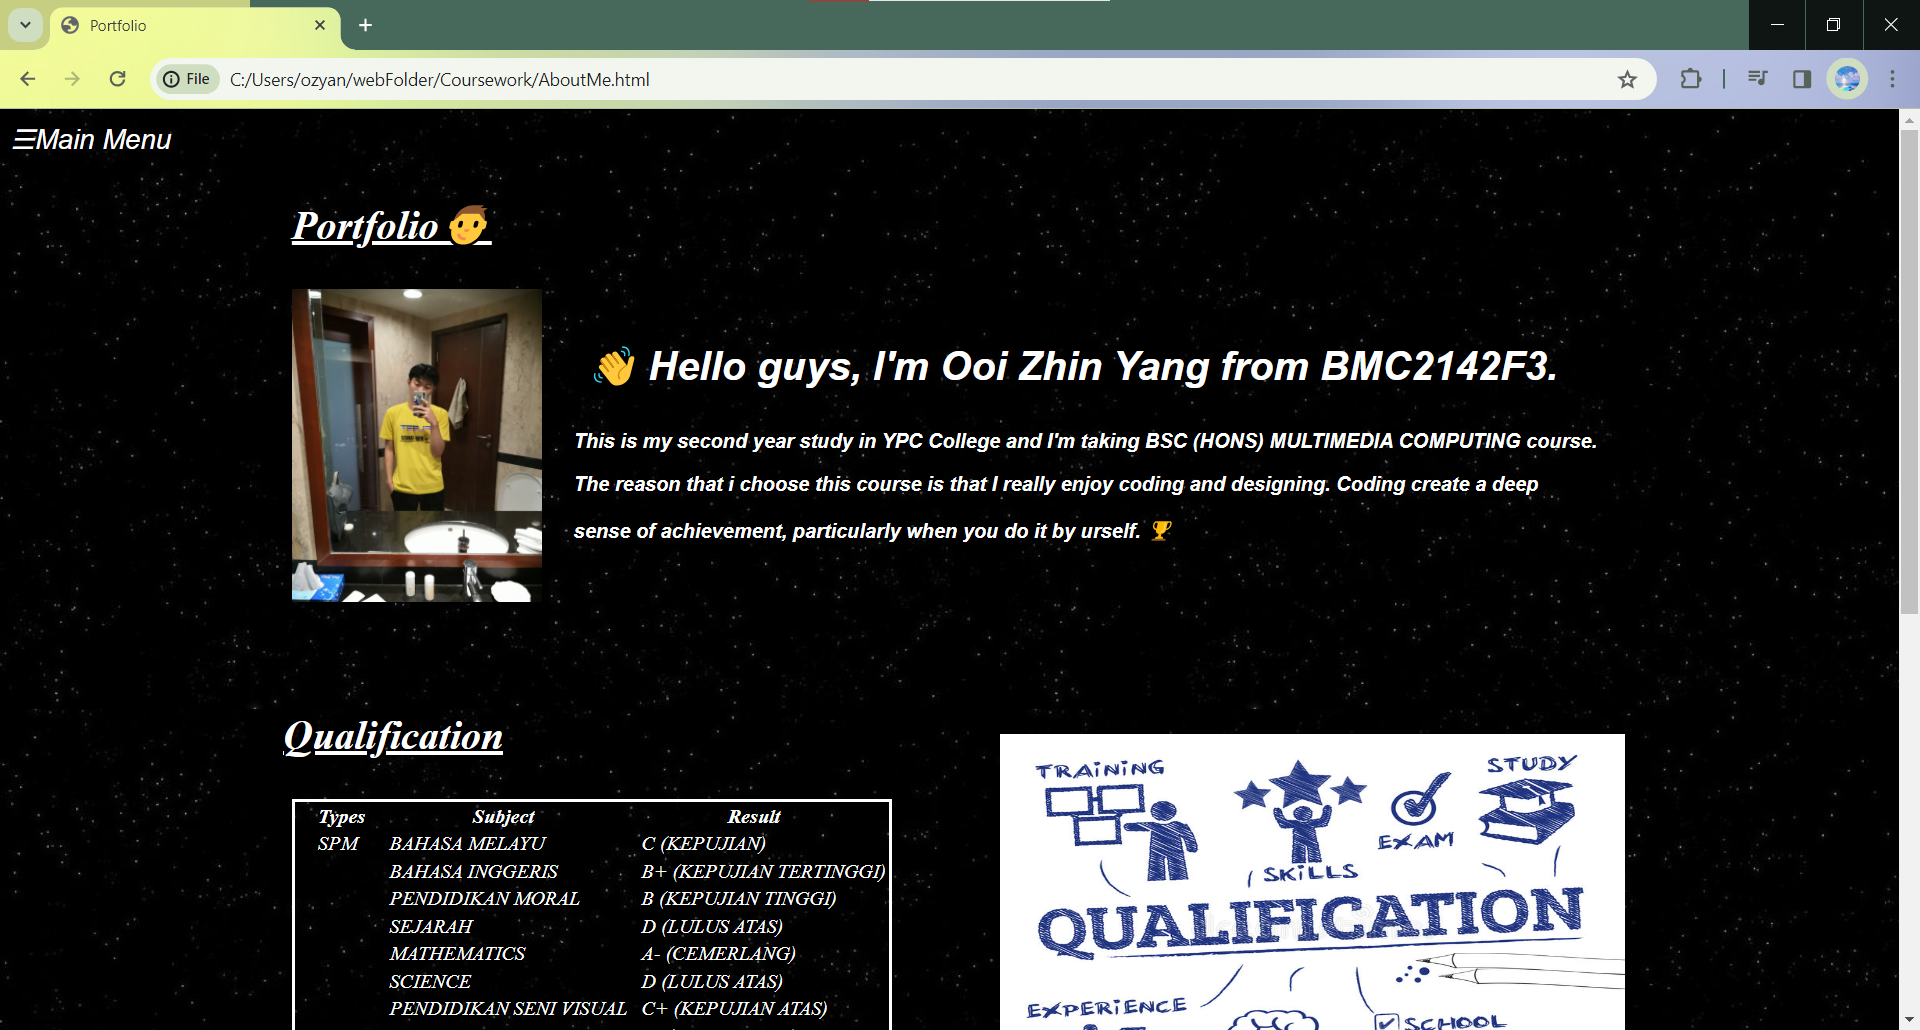 Portfolio
File
C:/Users/ozyan/webFolder/Coursework/AboutMe.html
☰Main Menu
Portfolio 👦
👋 Hello guys, I'm Ooi Zhin Yang from BMC2142F3.
This is my second year study in YPC College and I'm taking BSC (HONS) MULTIMEDIA COMPUTING course.
The reason that i choose this course is that I really enjoy coding and designing. Coding create a deep
sense of achievement, particularly when you do it by urself. 🏆
Qualification
Types Subject Result
SPM BAHASA MELAYU C (KEPUJIAN)
BAHASA INGGERIS B+ (KEPUJIAN TERTINGGI)
PENDIDIKAN MORAL B (KEPUJIAN TINGGI)
SEJARAH D (LULUS ATAS)
MATHEMATICS A- (CEMERLANG)
SCIENCE D (LULUS ATAS)
PENDIDIKAN SENI VISUAL C+ (KEPUJIAN ATAS)
TRAiNiNG
SKiLLS
EXAM
STUDY
QUALIFICATION
EXPERiENCE
SCHOOL